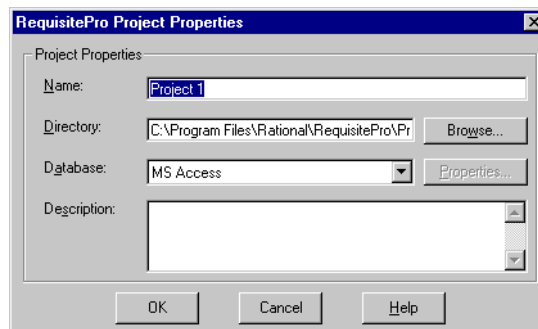 RequisitePro Project Properties
Project Properties
Name: Project 1
Directory: C:\Program Files\Rational\RequisitePro\Pr Browse...
Database: MS Access Properties...
Description:
OK Cancel Help